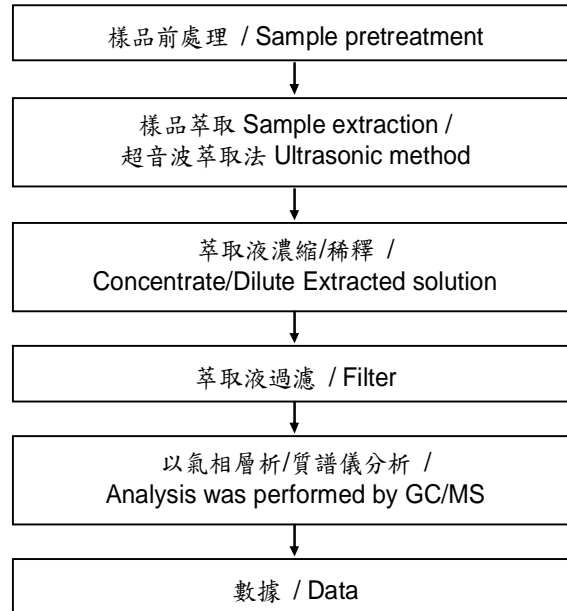 樣品前處理 / Sample pretreatment
樣品萃取 Sample extraction /
超音波萃取法 Ultrasonic method
萃取液濃縮/稀釋 /
Concentrate/Dilute Extracted solution
萃取液過濾 / Filter
以氣相層析/質譜儀分析 /
Analysis was performed by GC/MS
數據 / Data